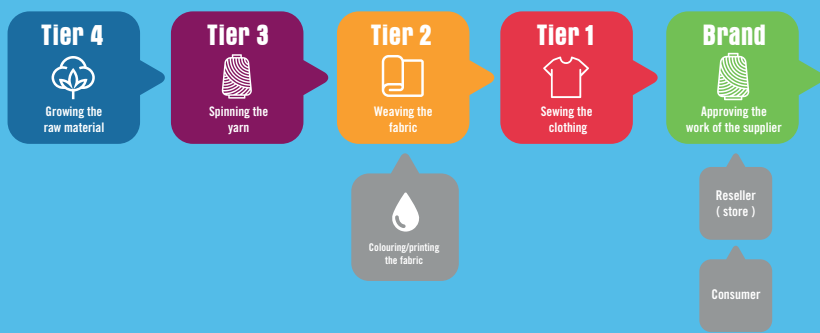 Tier 4
Growing the
raw material
Tier 3
Spinning the
yarn
Tier 2
Weaving the
fabric
Tier 1
Sewing the
clothing
Brand
Approving the
work of the supplier
Colouring/printing
the fabric
Reseller
( store )
Consumer